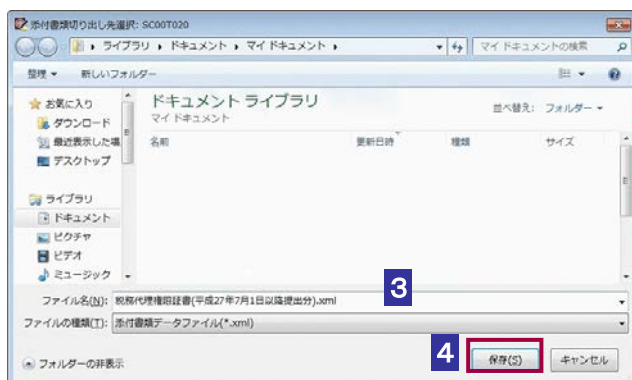 添付書類切り出し先選択: SC00T020
ライブラリ ▸ ドキュメント ▸ マイ ドキュメント ▸
マイ ドキュメントの検索
整理 ▼ 新しいフォルダー
お気に入り
ダウンロード
最近表示した場
デスクトップ
ライブラリ
ドキュメント
ピクチャ
ビデオ
ミュージック
ドキュメント ライブラリ
マイ ドキュメント
並べ替え: フォルダー ▼
名前 更新日時 種類 サイズ
ファイル名(N): 税務代理権限証書(平成27年7月1日以降提出分).xml
3
ファイルの種類(T): 添付書類データファイル(*.xml)
フォルダーの非表示
4
保存(S)
キャンセル